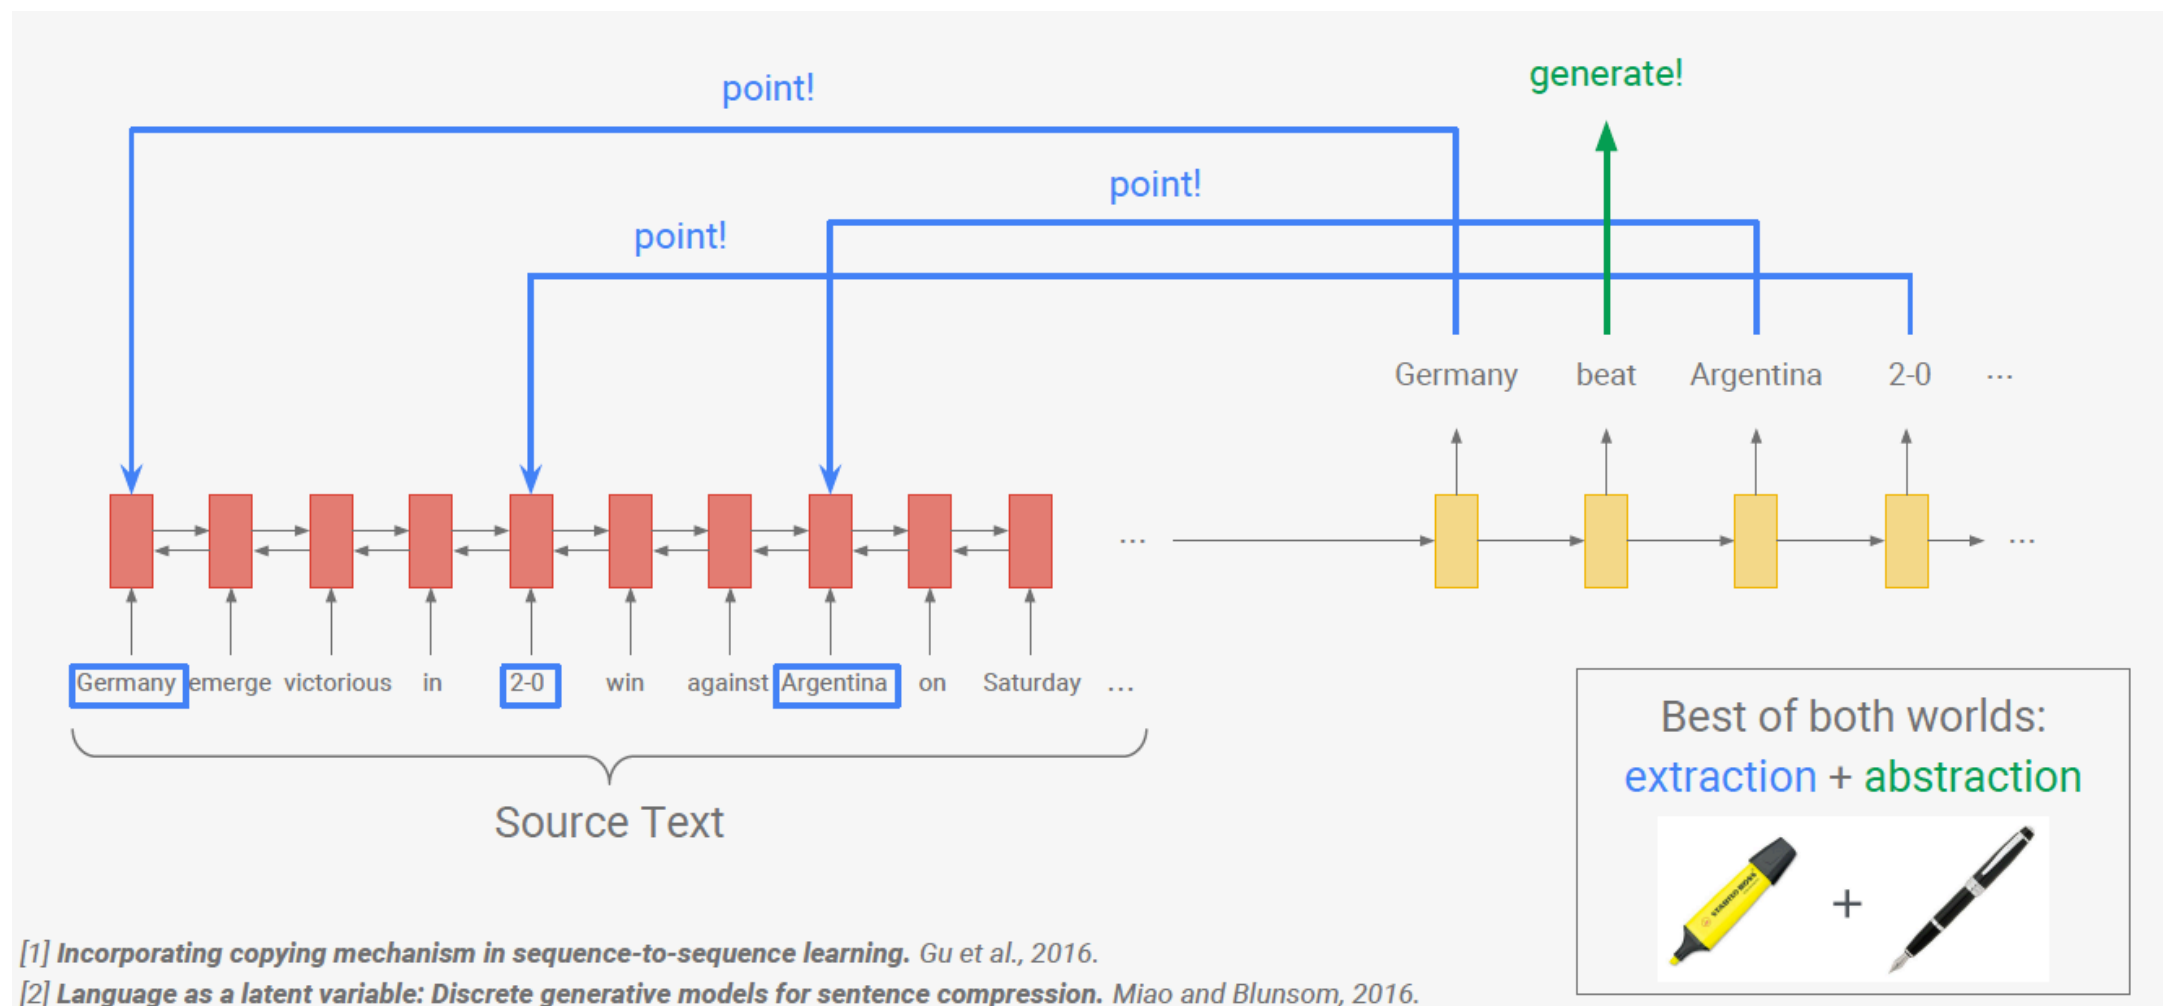 point!
generate!
point!
point!
Germany beat Argentina 2-0 ...
... ...
Germany emerge victorious in 2-0 win against Argentina on Saturday ...
Source Text
Best of both worlds:
extraction + abstraction
STABILO BOSS
+
[1] Incorporating copying mechanism in sequence-to-sequence learning. Gu et al., 2016.
[2] Language as a latent variable: Discrete generative models for sentence compression. Miao and Blunsom, 2016.